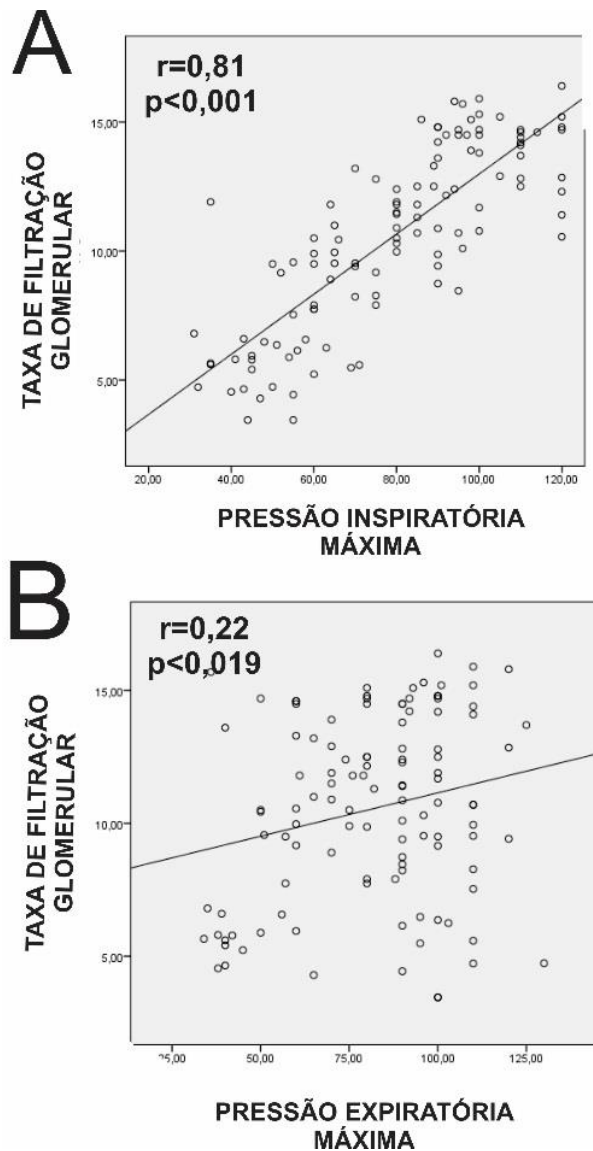 A
r=0,81
p<0,001
TAXA DE FILTRAÇÃO
GLOMERULAR
15,00
10,00
5,00
20,00 40,00 60,00 80,00 100,00 120,00
PRESSÃO INSPIRATÓRIA
MÁXIMA
B
r=0,22
p<0,019
TAXA DE FILTRAÇÃO
GLOMERULAR
15,00
10,00
5,00
25,00 50,00 75,00 100,00 125,00
PRESSÃO EXPIRATÓRIA
MÁXIMA